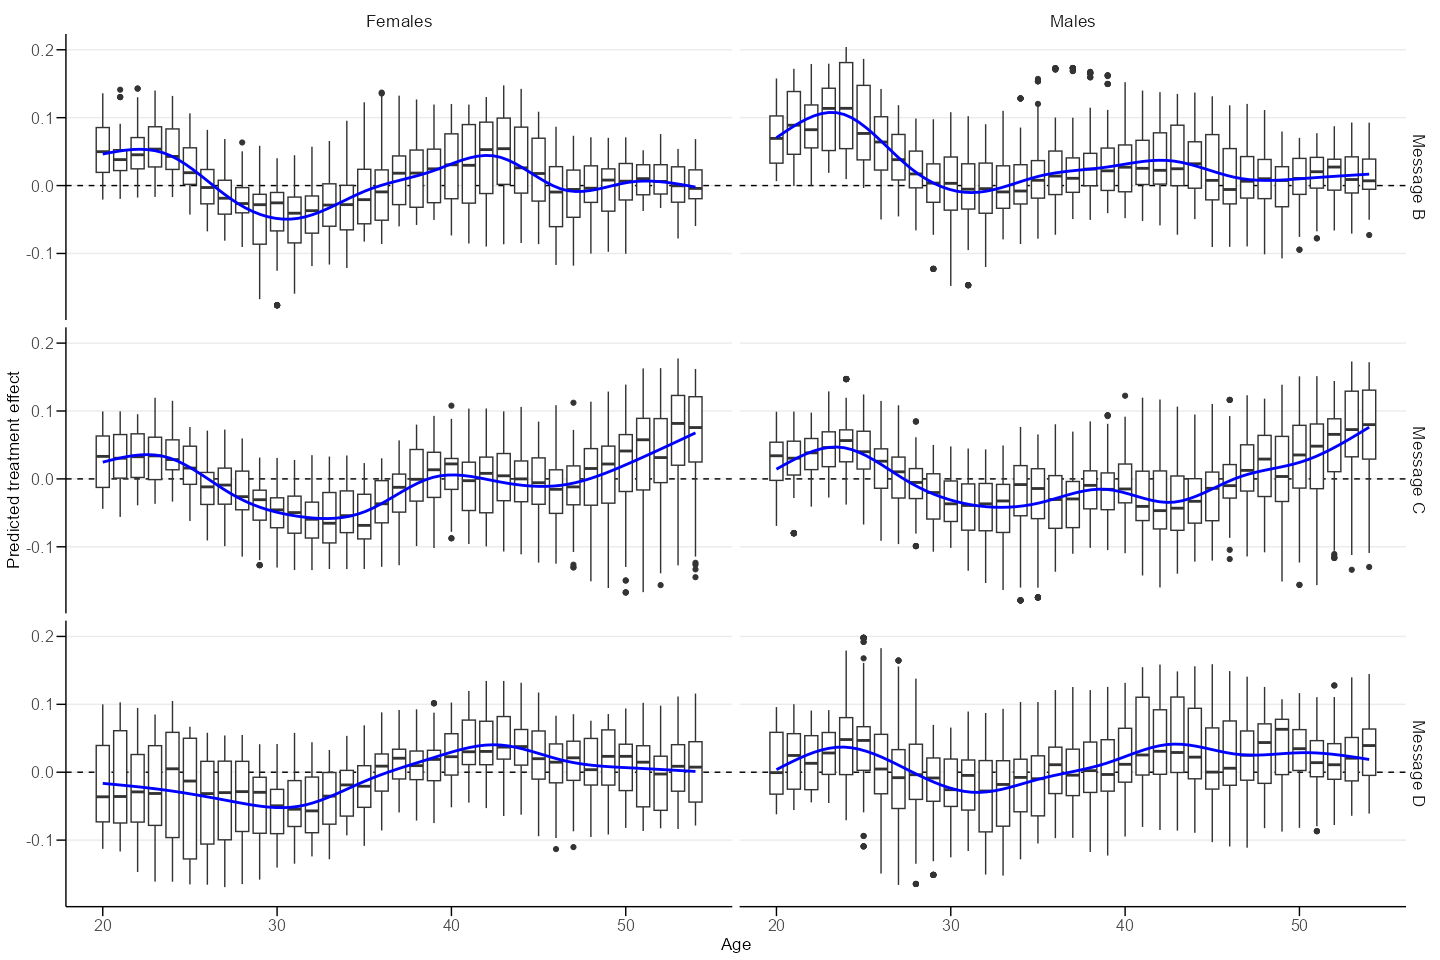 Females Males
0.2
0.1
0.0
-0.1
Message B
0.2
0.1
0.0
-0.1
Message C
Predicted treatment effect
0.2
0.1
0.0
-0.1
Message D
20 30 40 50 20 30 40 50
Age